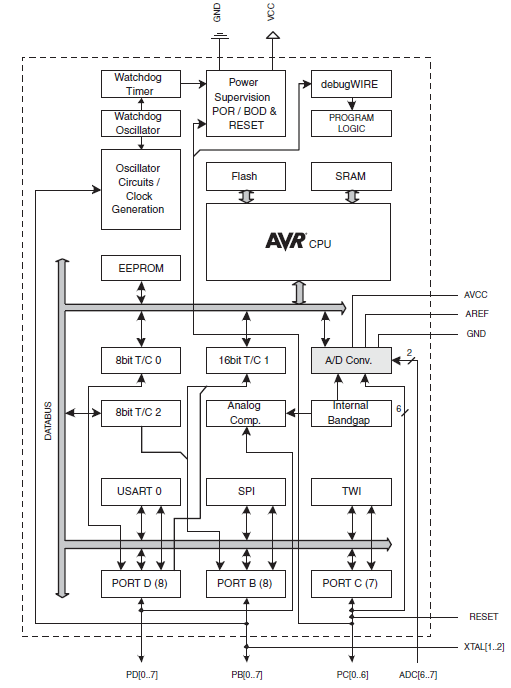 GND
VCC
Watchdog
Timer
Power
Supervision
POR / BOD &
RESET
debugWIRE
Watchdog
Oscillator
PROGRAM
LOGIC
Oscillator
Circuits /
Clock
Generation
Flash
SRAM
AVR CPU
EEPROM
AVCC
AREF
GND
8bit T/C 0
16bit T/C 1
A/D Conv.
2
DATABUS
8bit T/C 2
Analog
Comp.
Internal
Bandgap
6
USART 0
SPI
TWI
PORT D (8)
PORT B (8)
PORT C (7)
RESET
XTAL[1..2]
PD[0..7]
PB[0..7]
PC[0..6]
ADC[6..7]